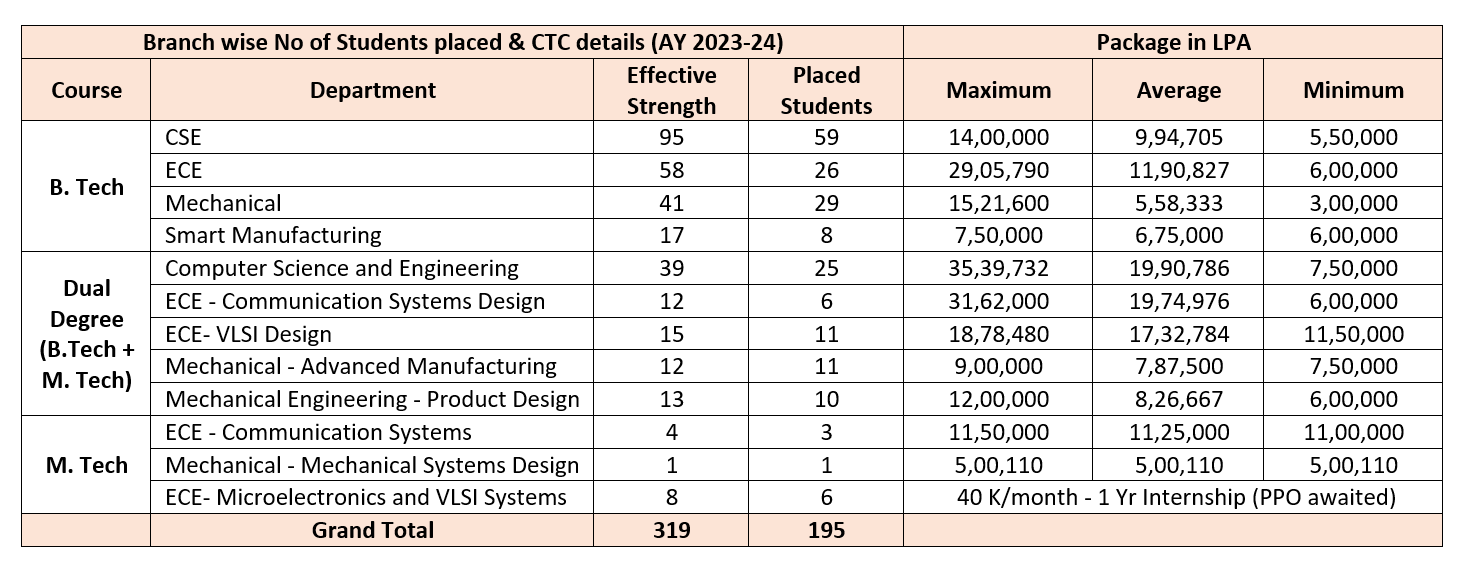 Branch wise No of Students placed & CTC details (AY 2023-24) Package in LPA
Course Department Effective Strength Placed Students Maximum Average Minimum
B. Tech CSE 95 59 14,00,000 9,94,705 5,50,000
ECE 58 26 29,05,790 11,90,827 6,00,000
Mechanical 41 29 15,21,600 5,58,333 3,00,000
Smart Manufacturing 17 8 7,50,000 6,75,000 6,00,000
Dual Degree (B.Tech + M. Tech) Computer Science and Engineering 39 25 35,39,732 19,90,786 7,50,000
ECE - Communication Systems Design 12 6 31,62,000 19,74,976 6,00,000
ECE- VLSI Design 15 11 18,78,480 17,32,784 11,50,000
Mechanical - Advanced Manufacturing 12 11 9,00,000 7,87,500 7,50,000
Mechanical Engineering - Product Design 13 10 12,00,000 8,26,667 6,00,000
M. Tech ECE - Communication Systems 4 3 11,50,000 11,25,000 11,00,000
Mechanical - Mechanical Systems Design 1 1 5,00,110 5,00,110 5,00,110
ECE- Microelectronics and VLSI Systems 8 6 40 K/month - 1 Yr Internship (PPO awaited)
Grand Total 319 195